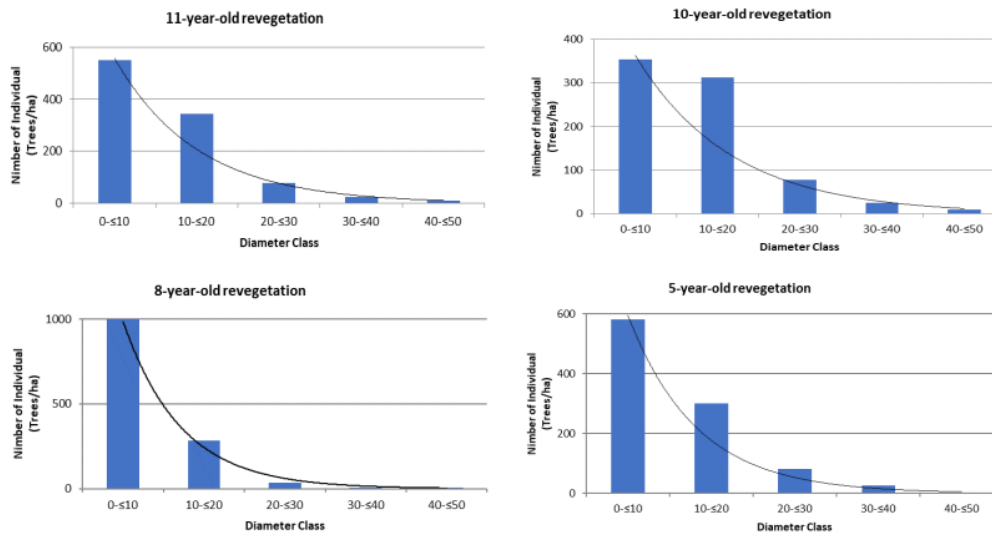 11-year-old revegetation
Nimber of Individual
(Trees/ha)
600
400
200
0
0-≤10 10-≤20 20-≤30 30-≤40 40-≤50
Diameter Class
10-year-old revegetation
Nimber of Individual
(Trees/ha)
400
300
200
100
0
0-≤10 10-≤20 20-≤30 30-≤40 40-≤50
Diameter Class
8-year-old revegetation
Nimber of Individual
(Trees/ha)
1000
500
0
0-≤10 10-≤20 20-≤30 30-≤40 40-≤50
Diameter Class
5-year-old revegetation
Nimber of Individual
(Trees/ha)
600
400
200
0
0-≤10 10-≤20 20-≤30 30-≤40 40-≤50
Diameter Class